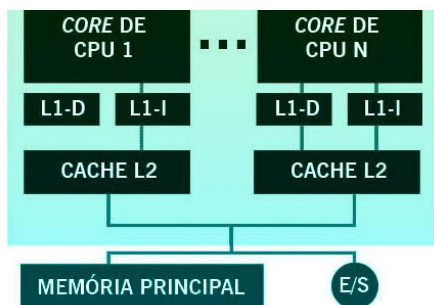 CORE DE
CPU 1
...
CORE DE
CPU N
L1-D
L1-I
L1-D
L1-I
CACHE L2
CACHE L2
MEMÓRIA PRINCIPAL
E/S